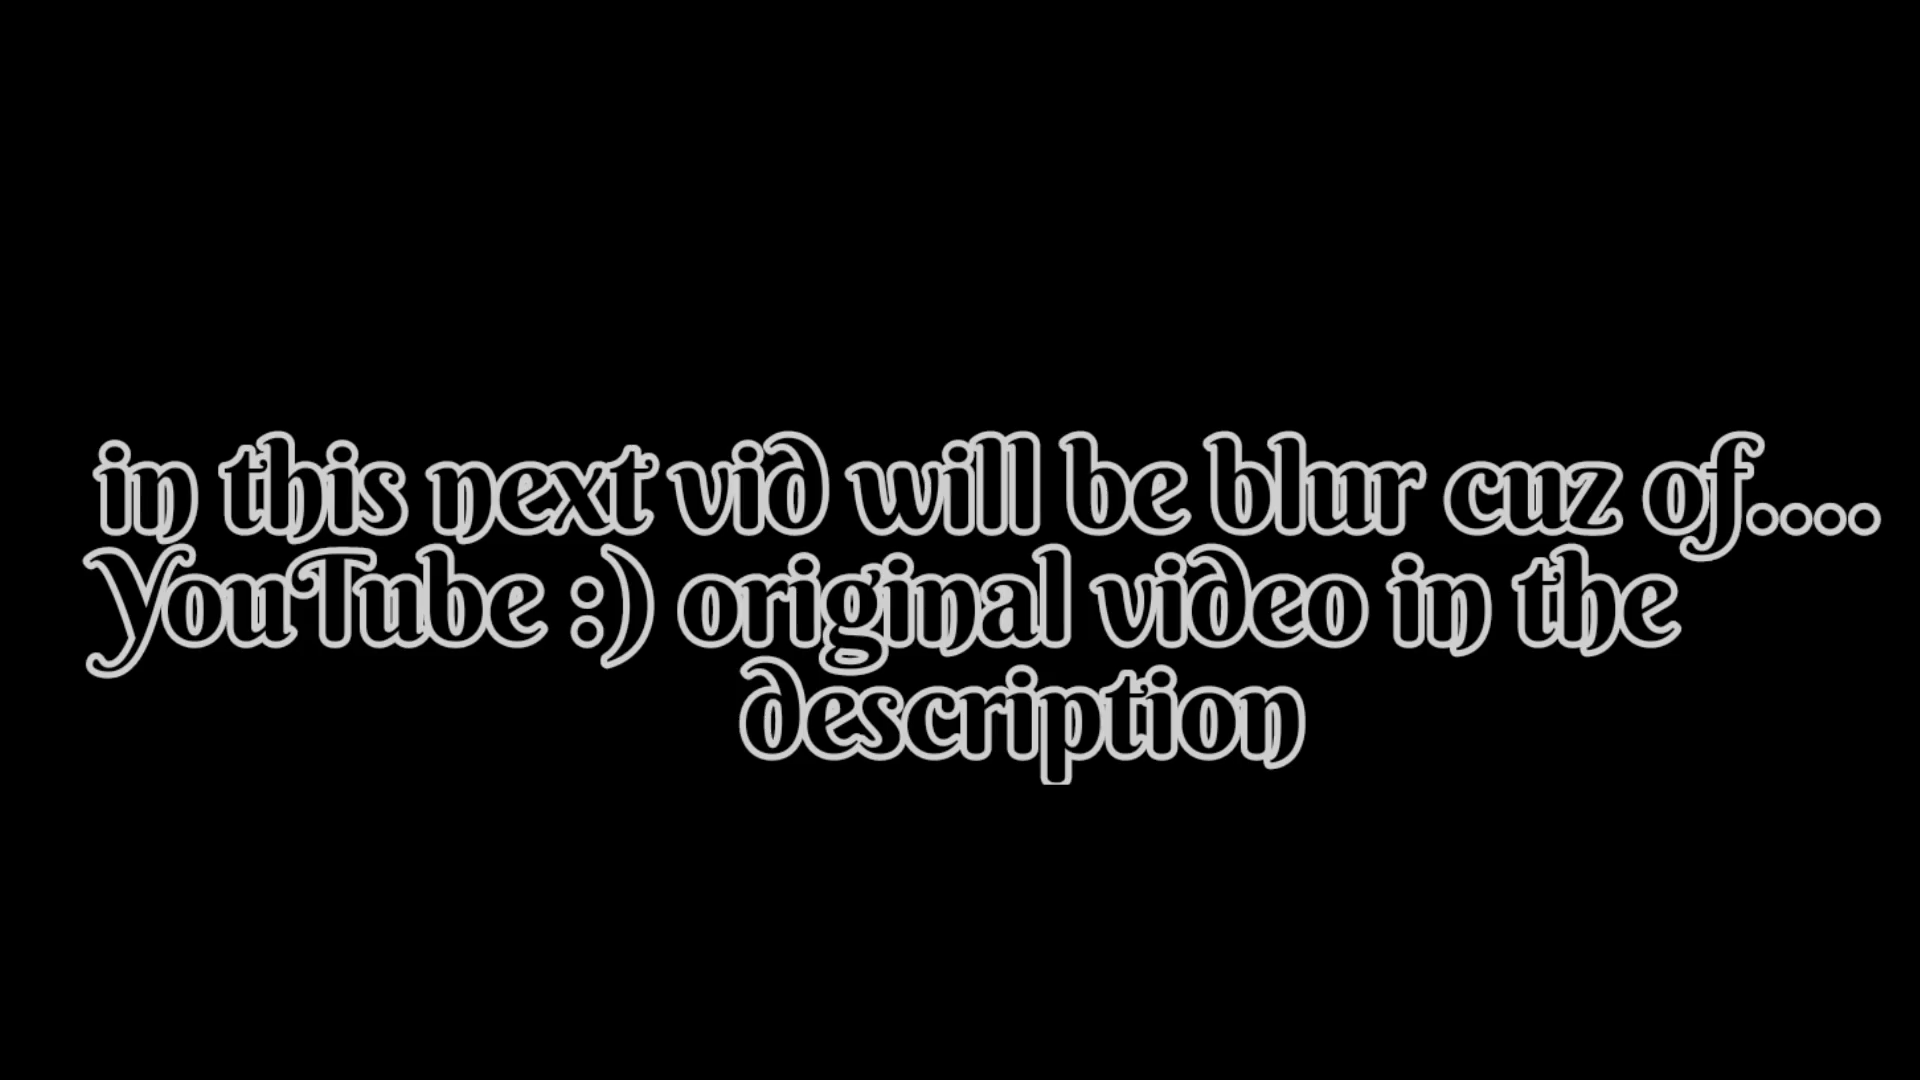 in this next vid will be blur cuz of....
YouTube :) original video in the
description